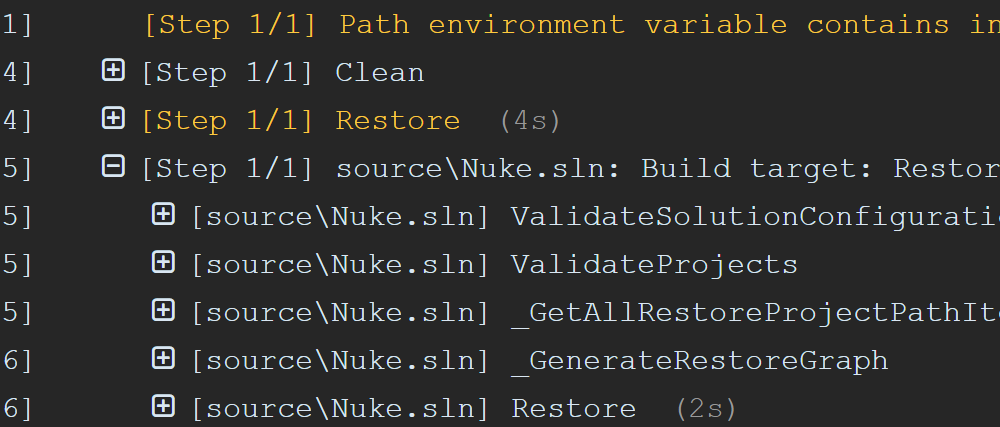 1] [Step 1/1] Path environment variable contains in
4] [Step 1/1] Clean
4] [Step 1/1] Restore (4s)
5] [Step 1/1] source\Nuke.sln: Build target: Restor
5] [source\Nuke.sln] ValidateSolutionConfigurati
5] [source\Nuke.sln] ValidateProjects
5] [source\Nuke.sln] _GetAllRestoreProjectPathIte
6] [source\Nuke.sln] _GenerateRestoreGraph
6] [source\Nuke.sln] Restore (2s)